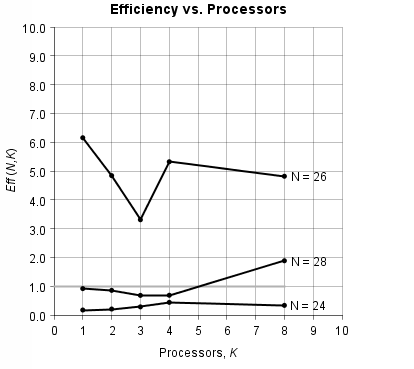 Efficiency vs. Processors
10.0
9.0
8.0
7.0
6.0
5.0
4.0
3.0
2.0
1.0
0.0
Eff (N,K)
N = 26
N = 28
N = 24
0 1 2 3 4 5 6 7 8 9 10
Processors, K